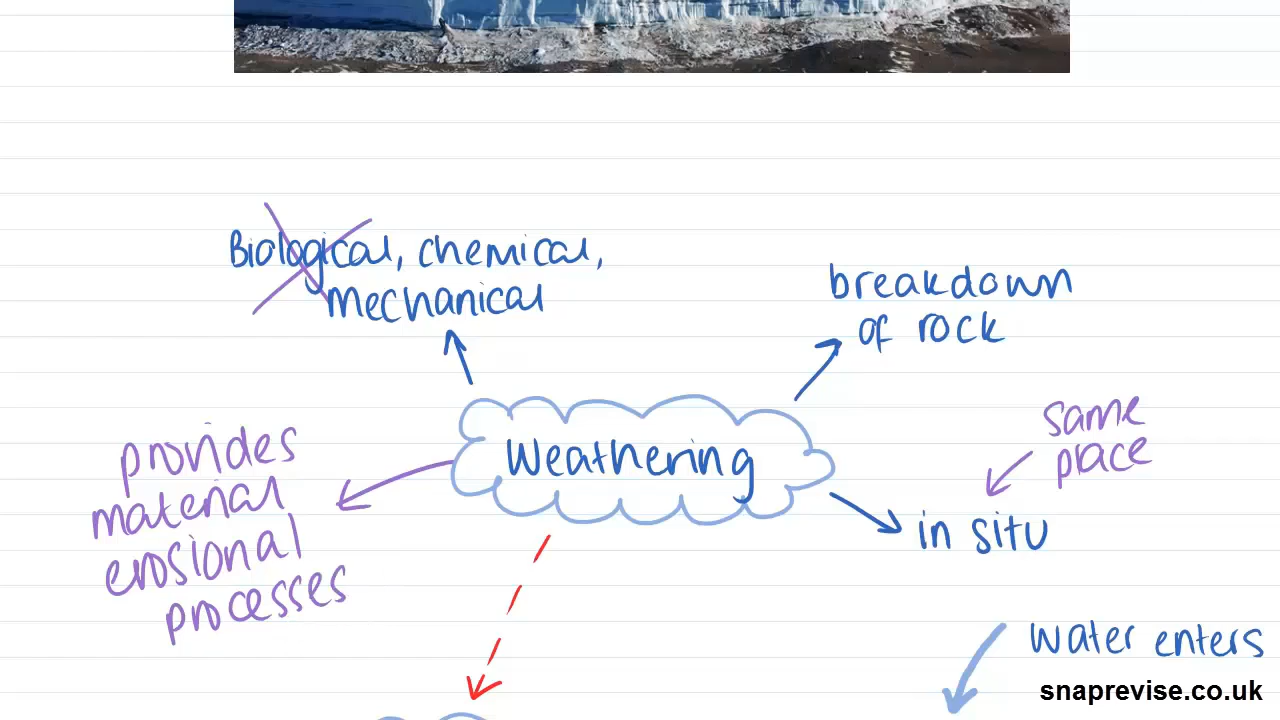 Biological, chemical,
mechanical
breakdown
of rock
same
place
Weathering
provides
material
erosional
processes
in situ
water enters
snaprevise.co.uk